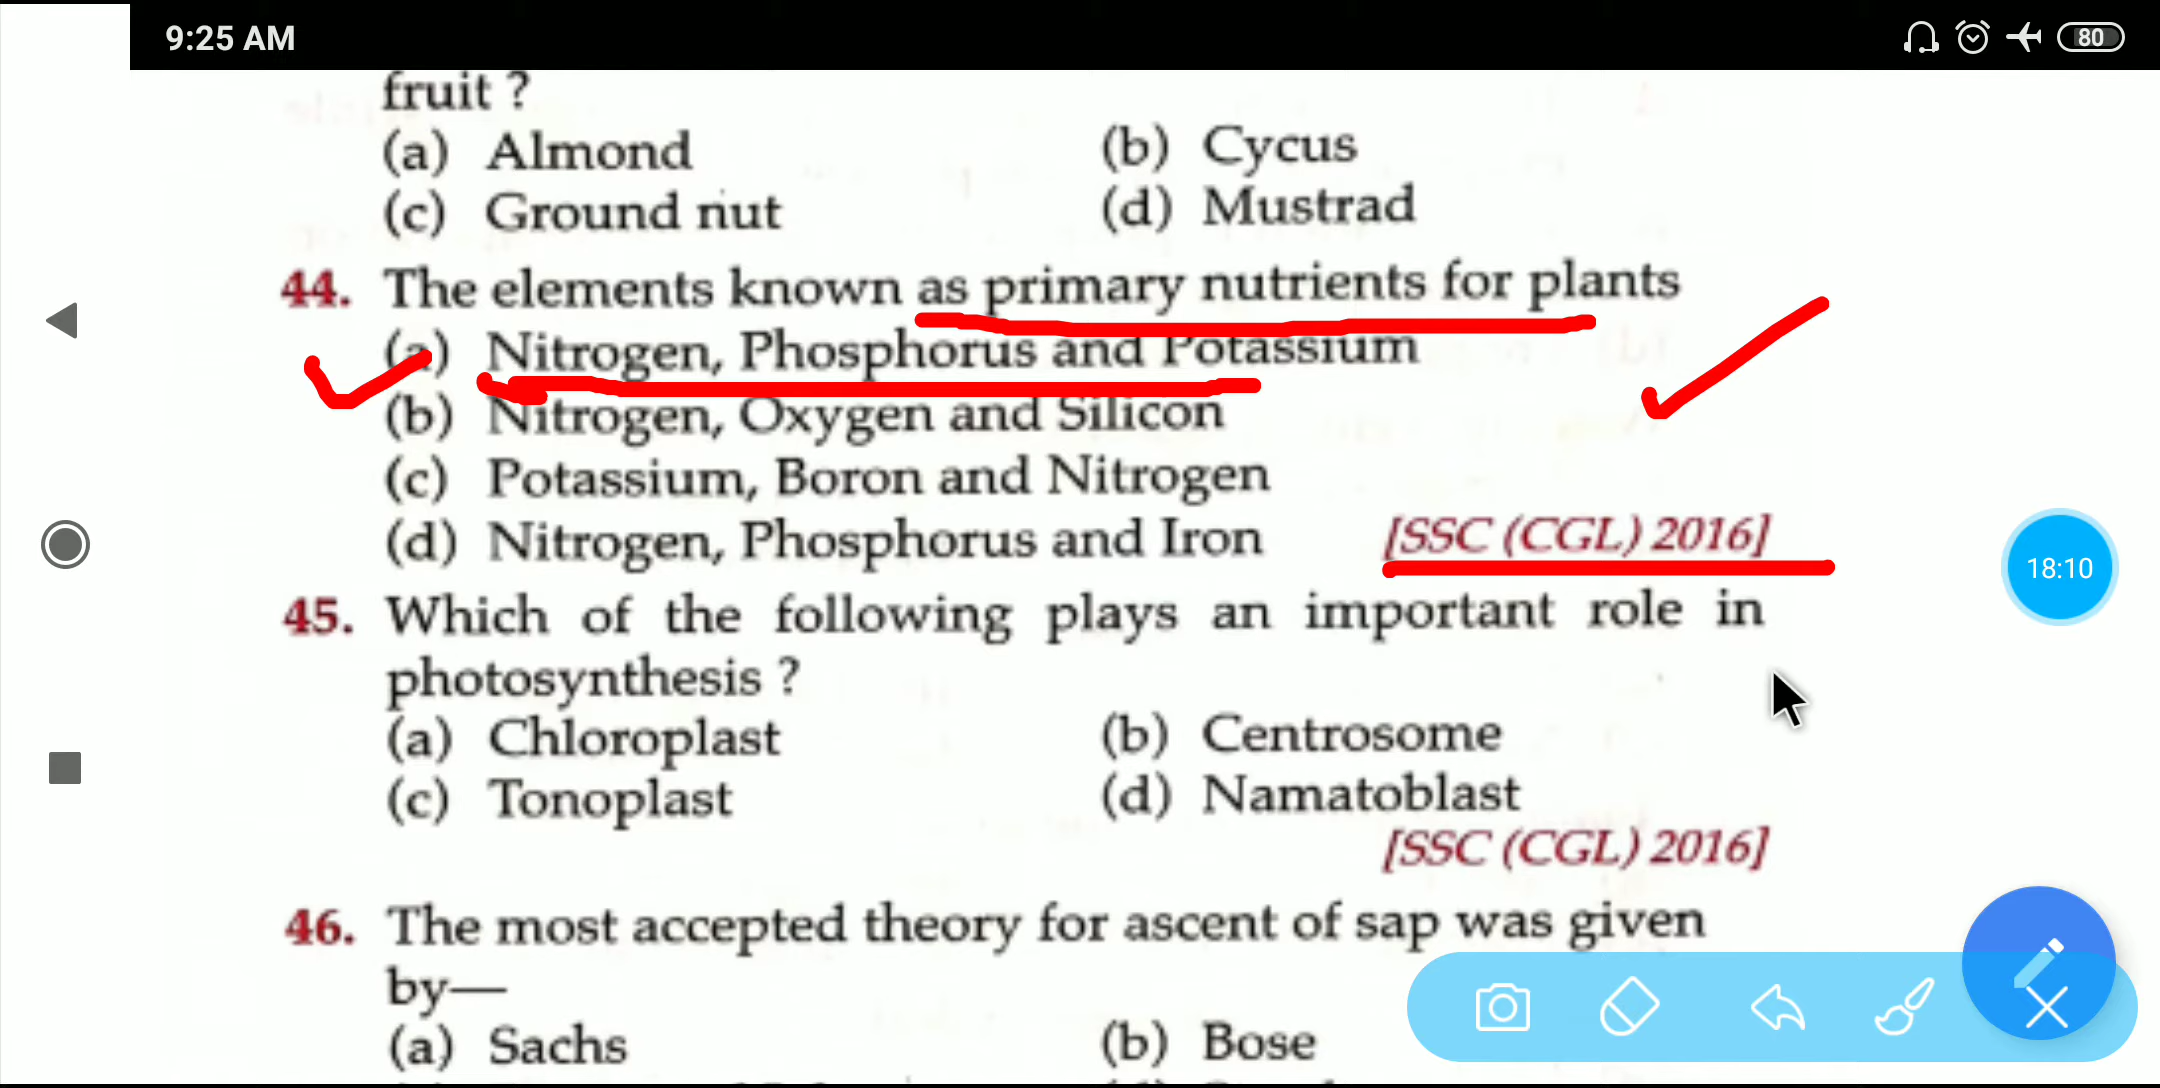 9:25 AM
80
fruit ?
(a) Almond (b) Cycus
(c) Ground nut (d) Mustrad
44. The elements known as primary nutrients for plants
(a) Nitrogen, Phosphorus and Potassium
(b) Nitrogen, Oxygen and Silicon
(c) Potassium, Boron and Nitrogen
(d) Nitrogen, Phosphorus and Iron [SSC (CGL) 2016]
18:10
45. Which of the following plays an important role in
photosynthesis ?
(a) Chloroplast (b) Centrosome
(c) Tonoplast (d) Namatoblast
[SSC (CGL) 2016]
46. The most accepted theory for ascent of sap was given
by—
(a) Sachs (b) Bose